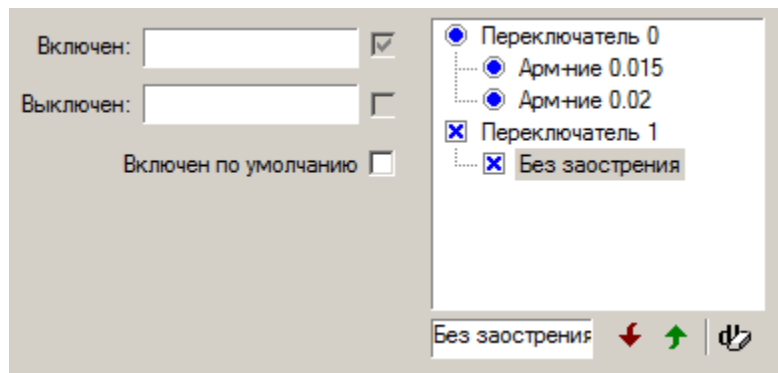 Включен:
Выключен:
Включен по умолчанию
Переключатель 0
Арм-ние 0.015
Арм-ние 0.02
Переключатель 1
Без заострения
Без заострения